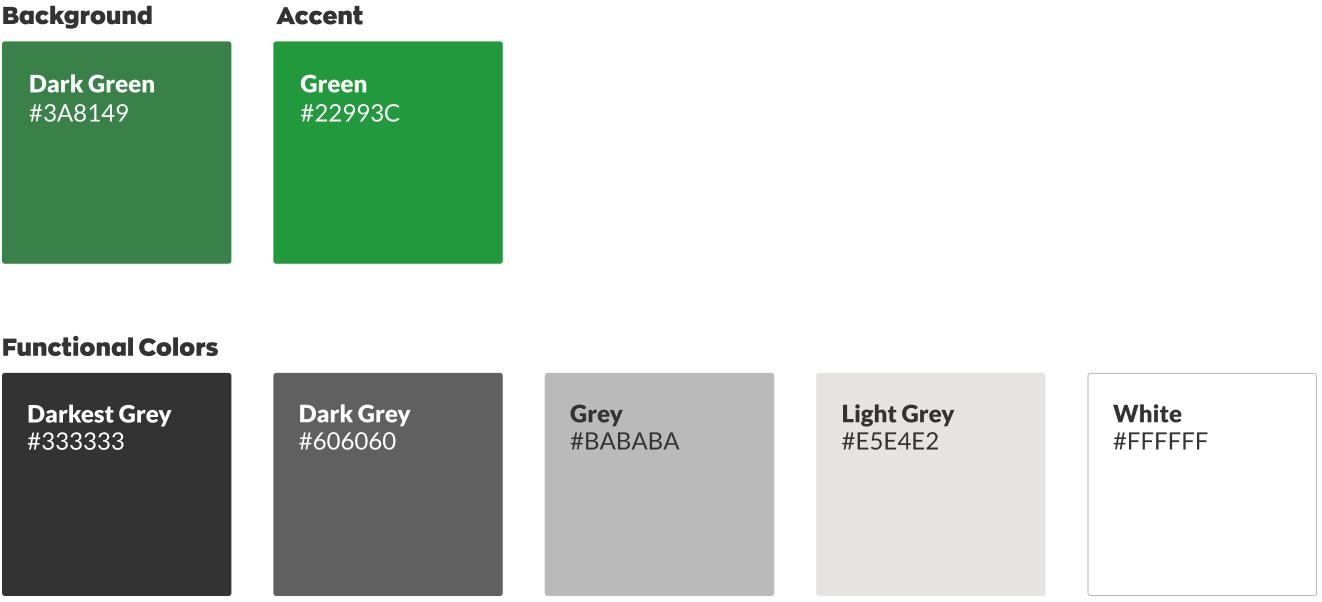 Background
Accent
Dark Green
#3A8149
Green
#22993C
Functional Colors
Darkest Grey
#333333
Dark Grey
#606060
Grey
#BABABA
Light Grey
#E5E4E2
White
#FFFFFF